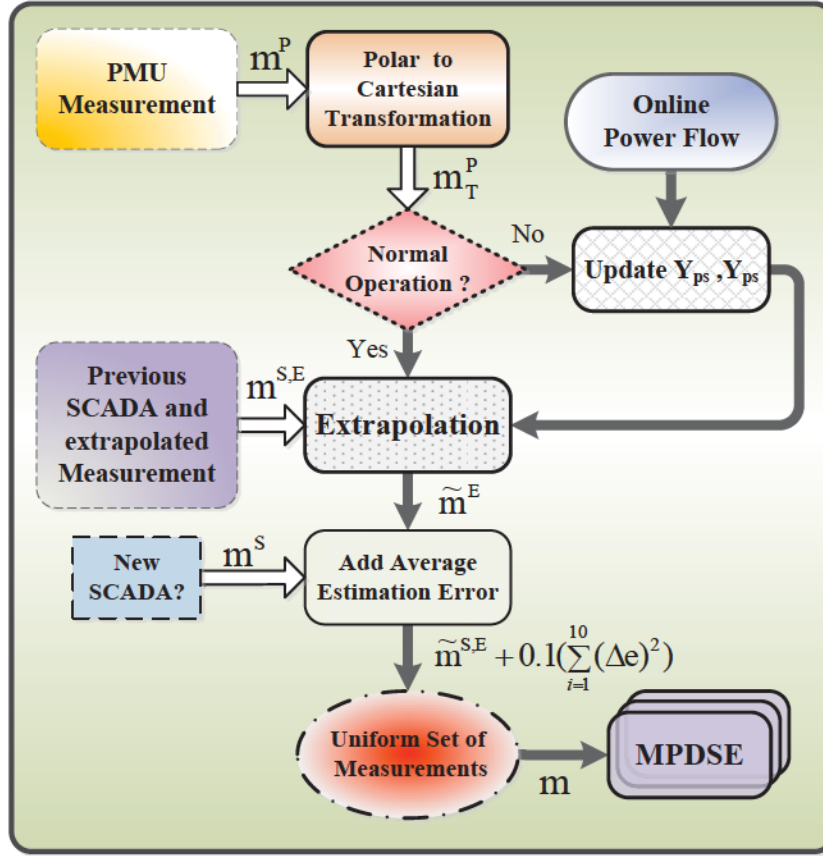 PMU
Measurement
m^P
Polar to
Cartesian
Transformation
Online
Power Flow
m_T^P
Normal
Operation ?
No
Update Y_ps ,Y_ps
Yes
Previous
SCADA and
extrapolated
Measurement
m^S,E
Extrapolation
m̃^E
New
SCADA?
m^S
Add Average
Estimation Error
m̃^S,E + 0.1(∑_{i=1}^{10}(Δe)^2)
Uniform Set of
Measurements
m
MPDSE